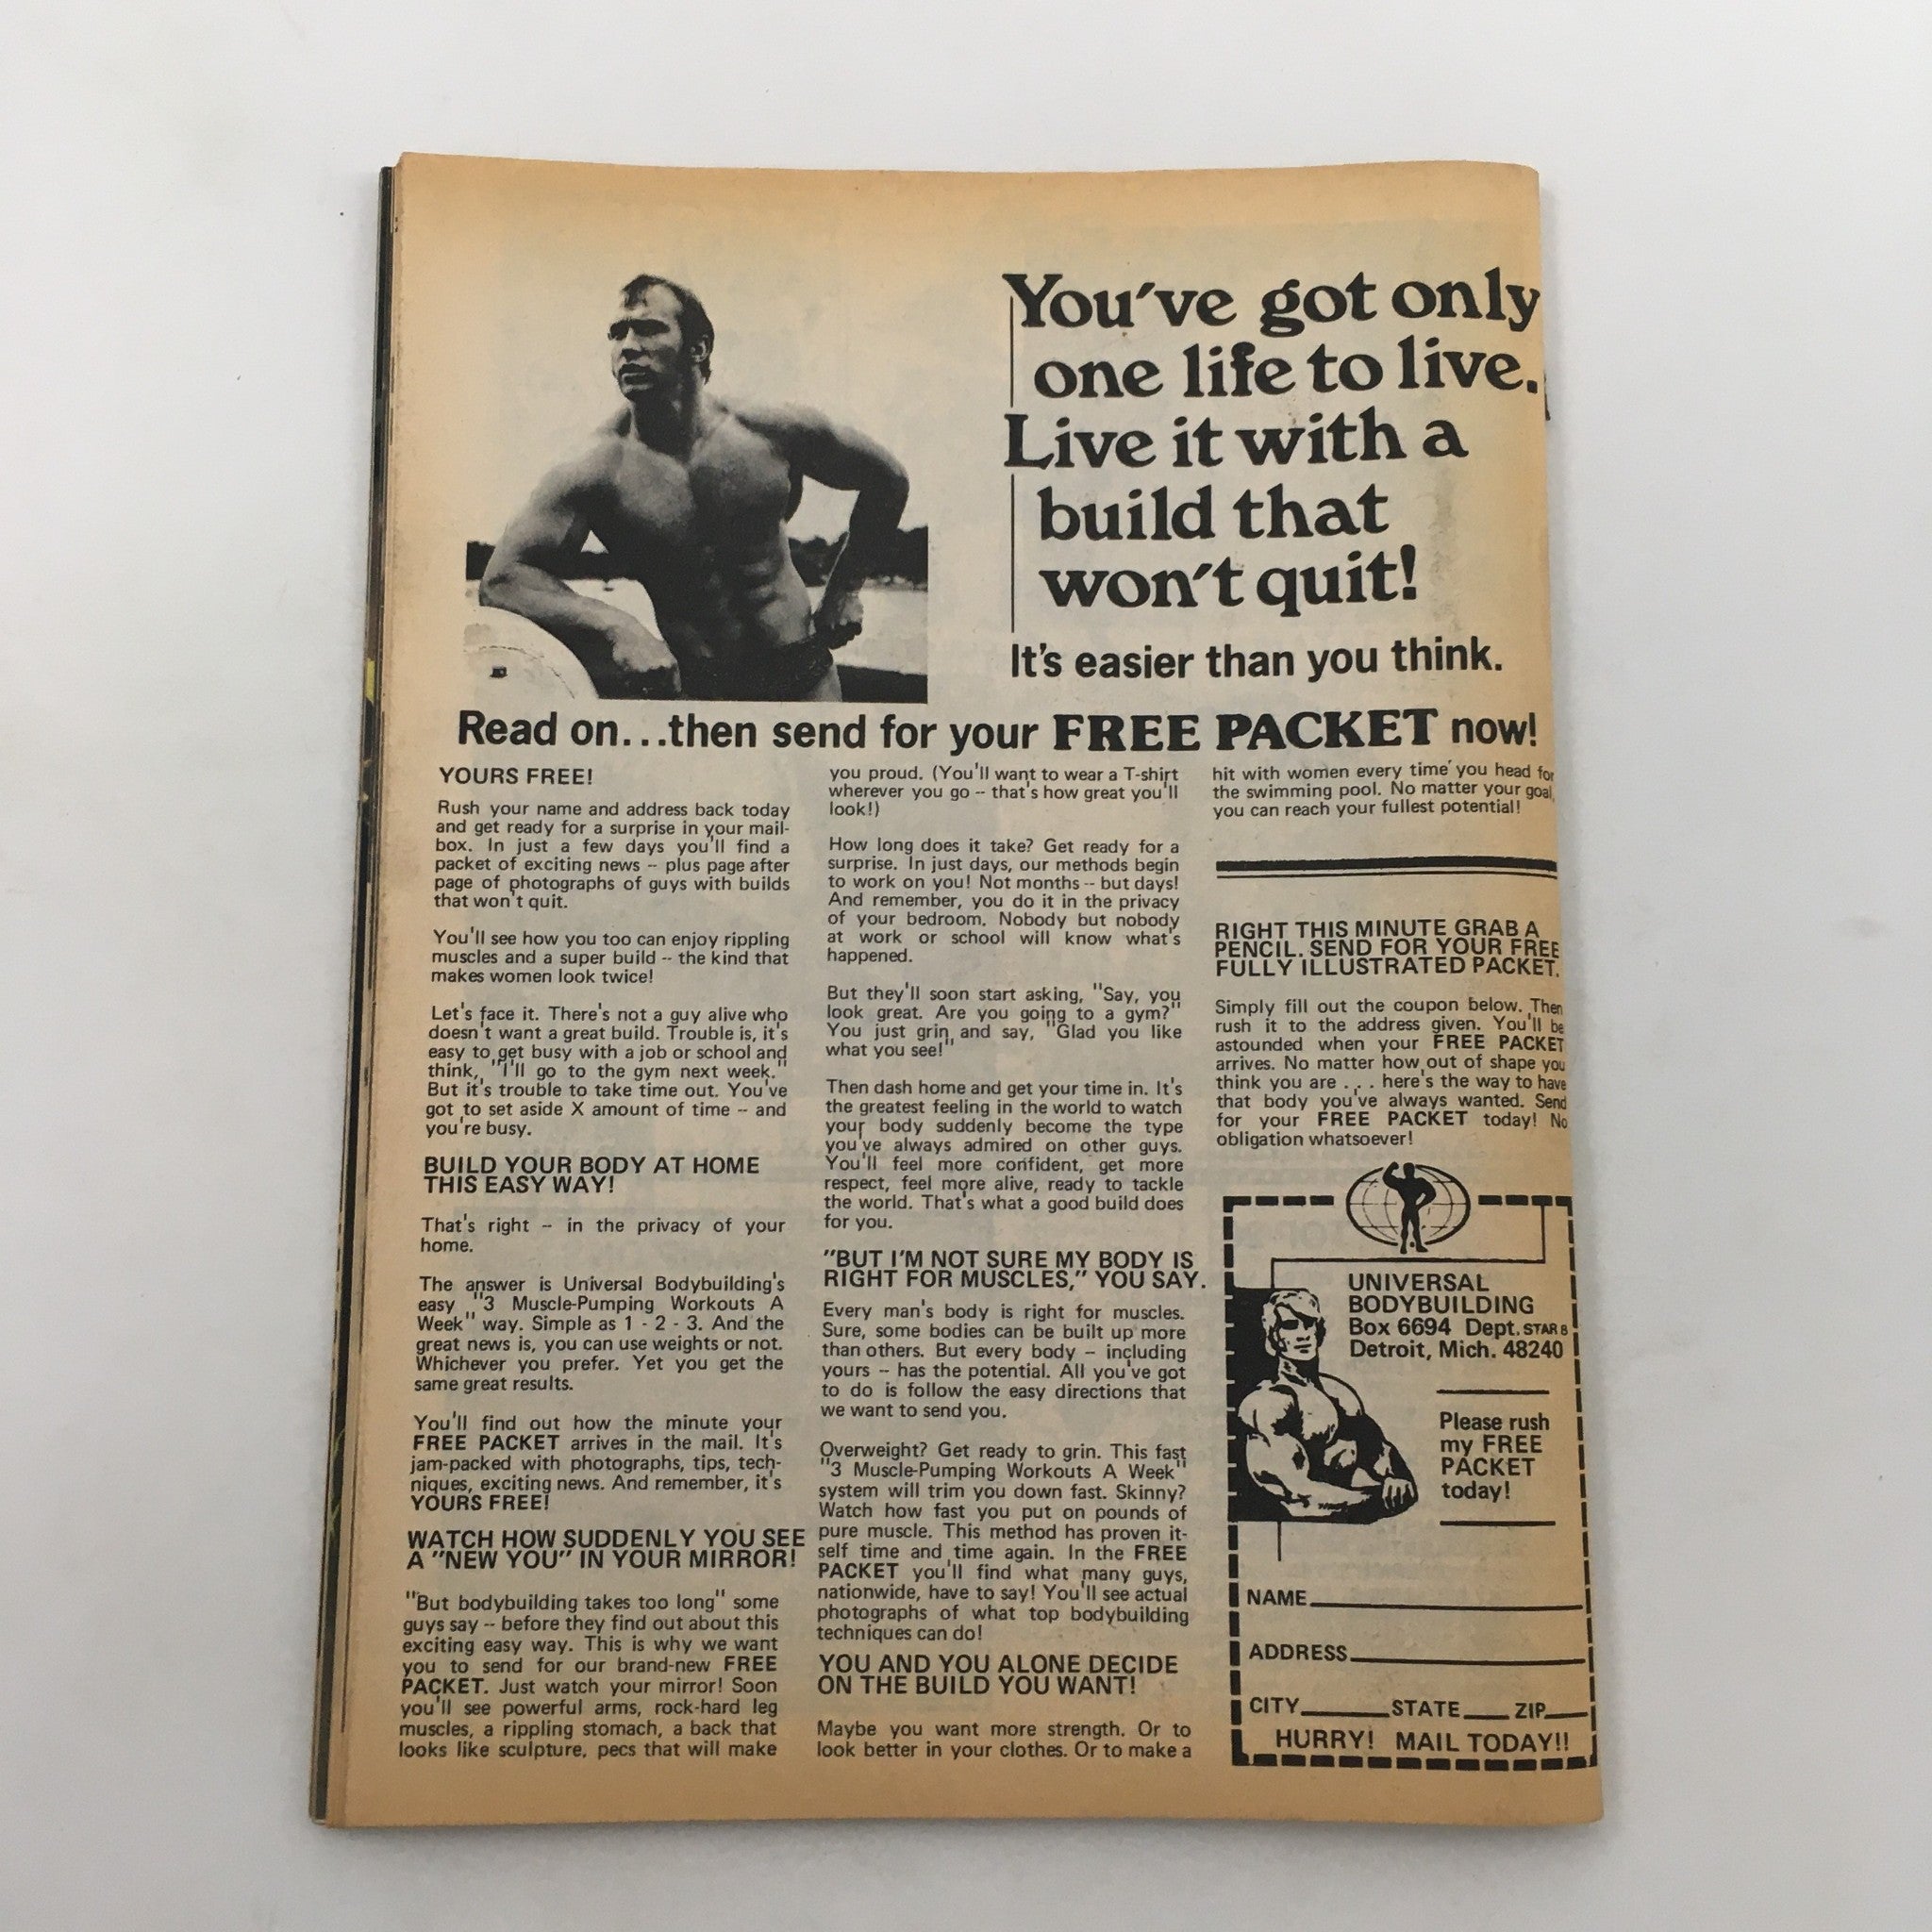 You've got only
one life to live.
Live it with a
build that
won't quit!
It's easier than you think.
Read on...then send for your FREE PACKET now!
YOURS FREE!
Rush your name and address back today
and get ready for a surprise in your mail-
box. In just a few days you'll find a
packet of exciting news -- plus page after
page of photographs of guys with builds
that won't quit.
You'll see how you too can enjoy rippling
muscles and a super build -- the kind that
makes women look twice!
Let's face it. There's not a guy alive who
doesn't want a great build. Trouble is, it's
easy to get busy with a job or school and
think, "I'll go to the gym next week."
But it's trouble to take time out. You've
got to set aside X amount of time -- and
you're busy.
BUILD YOUR BODY AT HOME
THIS EASY WAY!
That's right -- in the privacy of your
home.
The answer is Universal Bodybuilding's
easy "3 Muscle-Pumping Workouts A
Week" way. Simple as 1 - 2 - 3. And the
great news is, you can use weights or not.
Whichever you prefer. Yet you get the
same great results.
You'll find out how the minute your
FREE PACKET arrives in the mail. It's
jam-packed with photographs, tips, tech-
niques, exciting news. And remember, it's
YOURS FREE!
WATCH HOW SUDDENLY YOU SEE
A "NEW YOU" IN YOUR MIRROR!
"But bodybuilding takes too long" some
guys say -- before they find out about this
exciting easy way. This is why we want
you to send for our brand-new FREE
PACKET. Just watch your mirror! Soon
you'll see powerful arms, rock-hard leg
muscles, a rippling stomach, a back that
looks like sculpture, pecs that will make
you proud. (You'll want to wear a T-shirt
wherever you go -- that's how great you'll
look!)
How long does it take? Get ready for a
surprise. In just days, our methods begin
to work on you! Not months -- but days!
And remember, you do it in the privacy
of your bedroom. Nobody but nobody
at work or school will know what's
happened.
But they'll soon start asking, "Say, you
look great. Are you going to a gym?"
You just grin and say, "Glad you like
what you see!"
Then dash home and get your time in. It's
the greatest feeling in the world to watch
your body suddenly become the type
you've always admired on other guys.
You'll feel more confident, get more
respect, feel more alive, ready to tackle
the world. That's what a good build does
for you.
"BUT I'M NOT SURE MY BODY IS
RIGHT FOR MUSCLES," YOU SAY.
Every man's body is right for muscles.
Sure, some bodies can be built up more
than others. But every body -- including
yours -- has the potential. All you've got
to do is follow the easy directions that
we want to send you.
Overweight? Get ready to grin. This fast
"3 Muscle-Pumping Workouts A Week"
system will trim you down fast. Skinny?
Watch how fast you put on pounds of
pure muscle. This method has proven it-
self time and time again. In the FREE
PACKET you'll find what many guys,
nationwide, have to say! You'll see actual
photographs of what top bodybuilding
techniques can do!
YOU AND YOU ALONE DECIDE
ON THE BUILD YOU WANT!
Maybe you want more strength. Or to
look better in your clothes. Or to make a
hit with women every time you head for
the swimming pool. No matter your goal,
you can reach your fullest potential!
RIGHT THIS MINUTE GRAB A
PENCIL. SEND FOR YOUR FREE
FULLY ILLUSTRATED PACKET.
Simply fill out the coupon below. Then
rush it to the address given. You'll be
astounded when your FREE PACKET
arrives. No matter how out of shape you
think you are . . . here's the way to have
that body you've always wanted. Send
for your FREE PACKET today! No
obligation whatsoever!
UNIVERSAL
BODYBUILDING
Box 6694 Dept. STAR 8
Detroit, Mich. 48240
Please rush
my FREE
PACKET
today!
NAME
ADDRESS
CITY STATE ZIP
HURRY! MAIL TODAY!!